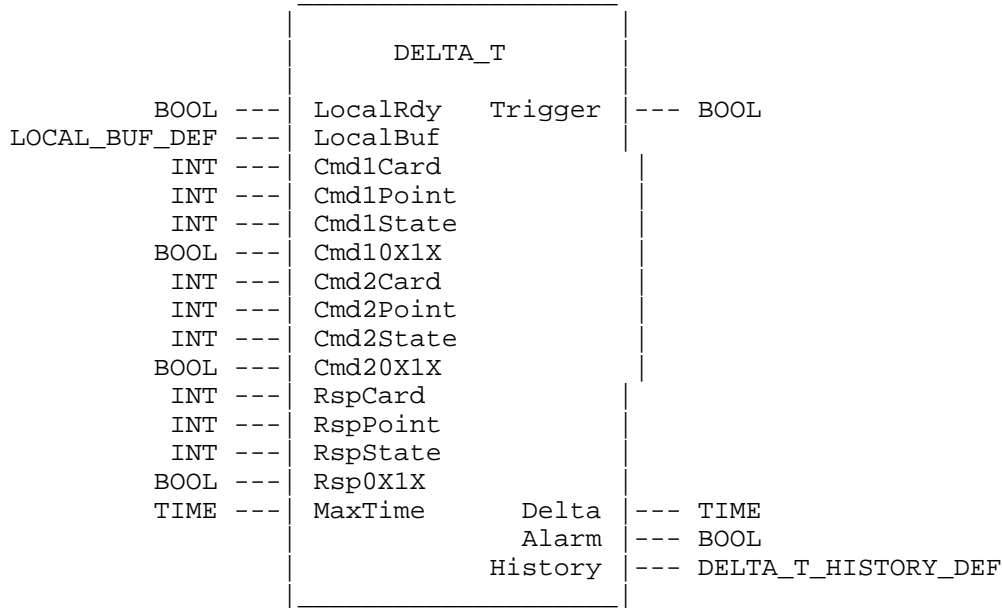 DELTA_T
BOOL --- LocalRdy Trigger --- BOOL
LOCAL_BUF_DEF --- LocalBuf
INT --- Cmd1Card
INT --- Cmd1Point
INT --- Cmd1State
BOOL --- Cmd10X1X
INT --- Cmd2Card
INT --- Cmd2Point
INT --- Cmd2State
BOOL --- Cmd20X1X
INT --- RspCard
INT --- RspPoint
INT --- RspState
BOOL --- Rsp0X1X
TIME --- MaxTime Delta --- TIME
Alarm --- BOOL
History --- DELTA_T_HISTORY_DEF